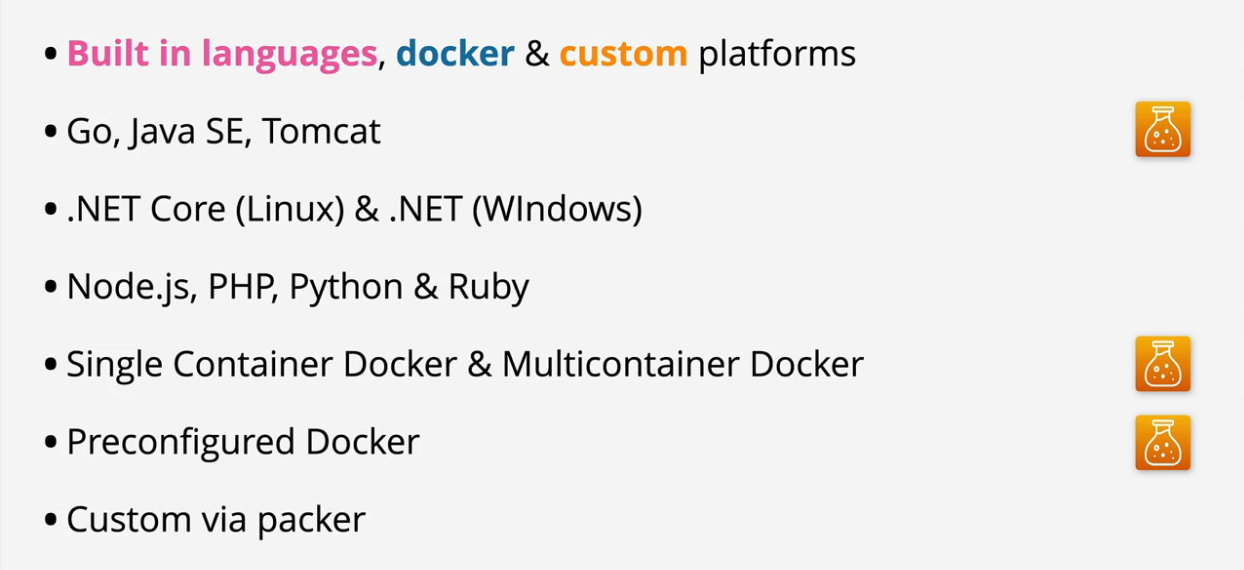 • Built in languages, docker & custom platforms
• Go, Java SE, Tomcat
• .NET Core (Linux) & .NET (WIndows)
• Node.js, PHP, Python & Ruby
• Single Container Docker & Multicontainer Docker
• Preconfigured Docker
• Custom via packer